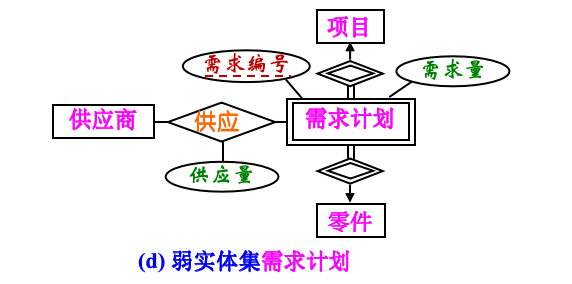 项目
需求编号
需求量
供应商
供应
需求计划
供应量
零件
(d) 弱实体集需求计划